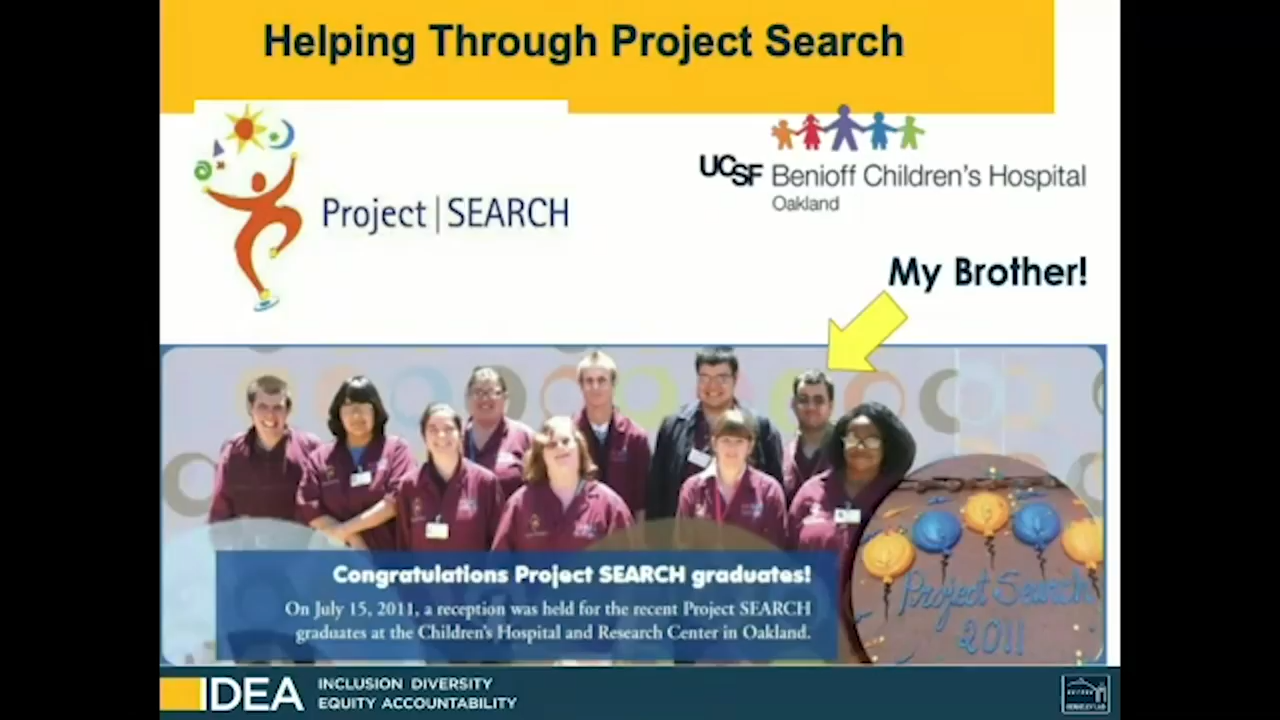 Helping Through Project Search
Project|SEARCH
UCSF Benioff Children's Hospital
Oakland
My Brother!
Congratulations Project SEARCH graduates!
On July 15, 2011, a reception was held for the recent Project SEARCH
graduates at the Children's Hospital and Research Center in Oakland.
Project Search
2011
IDEA
INCLUSION DIVERSITY
EQUITY ACCOUNTABILITY
BERKELEY LAB